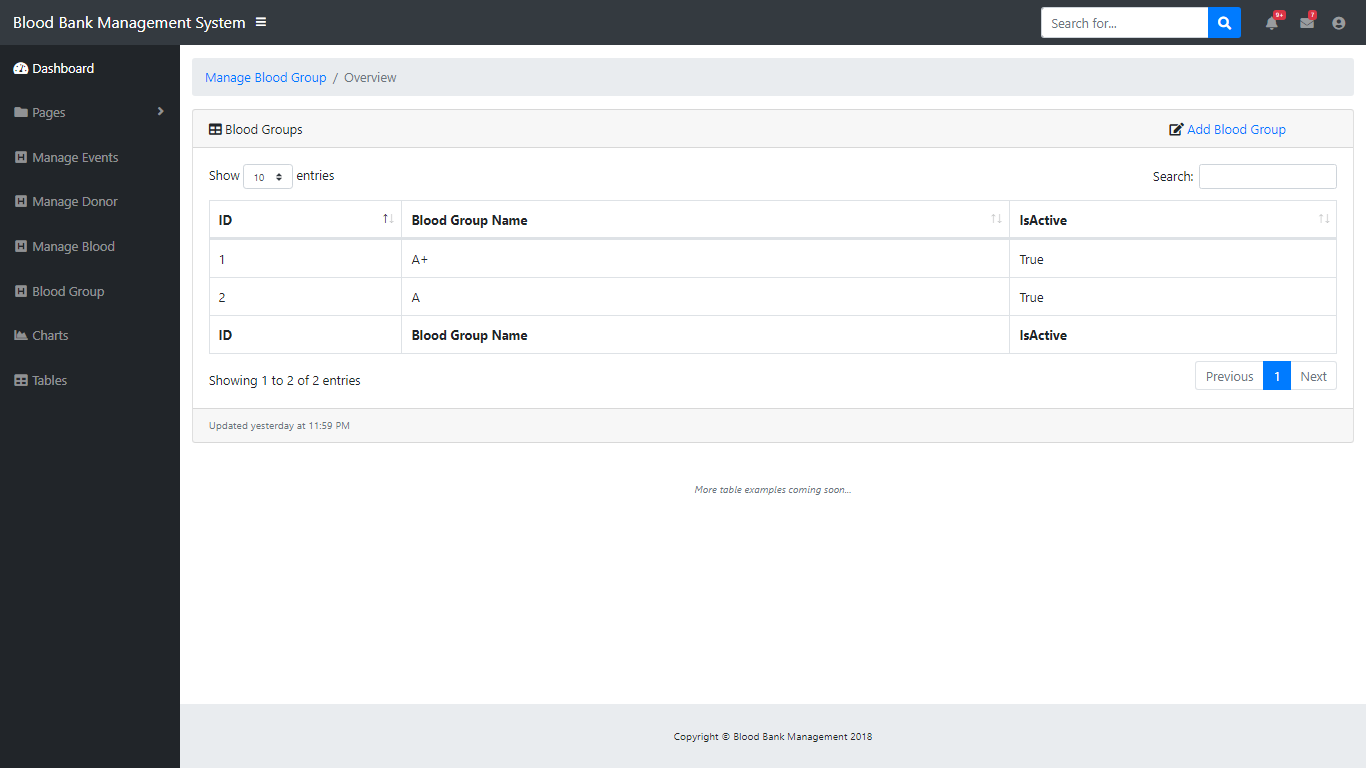 Blood Bank Management System
Search for...
9+
7
Dashboard
Pages
Manage Events
Manage Donor
Manage Blood
Blood Group
Charts
Tables
Manage Blood Group / Overview
Blood Groups
Add Blood Group
Show 10 entries
Search:
ID Blood Group Name IsActive
1 A+ True
2 A True
ID Blood Group Name IsActive
Showing 1 to 2 of 2 entries
Previous 1 Next
Updated yesterday at 11:59 PM
More table examples coming soon...
Copyright © Blood Bank Management 2018